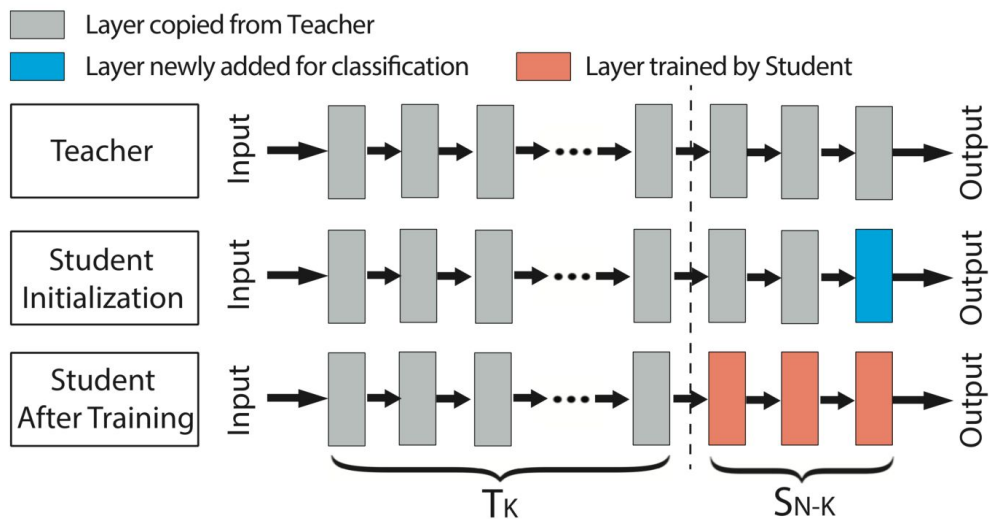 Layer copied from Teacher
Layer newly added for classification
Layer trained by Student
Teacher
Input
Output
Student
Initialization
Input
Output
Student
After Training
Input
Output
TK
SN-K